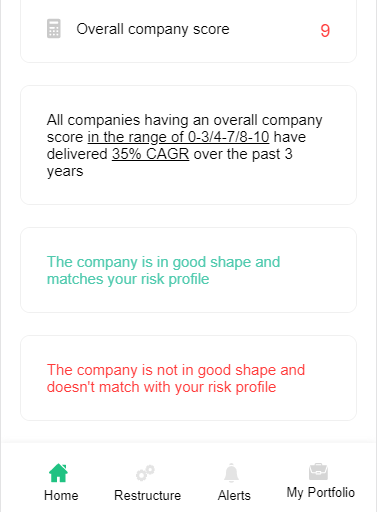 Overall company score 9
All companies having an overall company
score in the range of 0-3/4-7/8-10 have
delivered 35% CAGR over the past 3
years
The company is in good shape and
matches your risk profile
The company is not in good shape and
doesn't match with your risk profile
Home Restructure Alerts My Portfolio